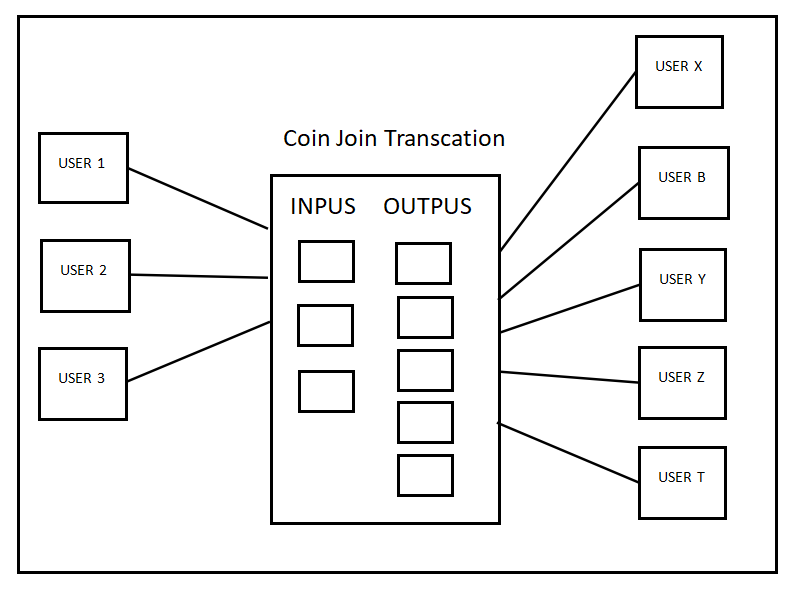 USER X
Coin Join Transcation
USER 1
USER B
INPUS OUTPUS
USER 2
USER Y
USER 3
USER Z
USER T